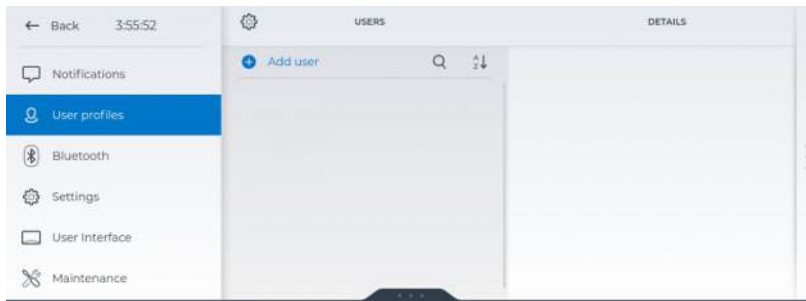 Back 3:55:52
USERS
DETAILS
Add user
Notifications
User profiles
Bluetooth
Settings
User Interface
Maintenance